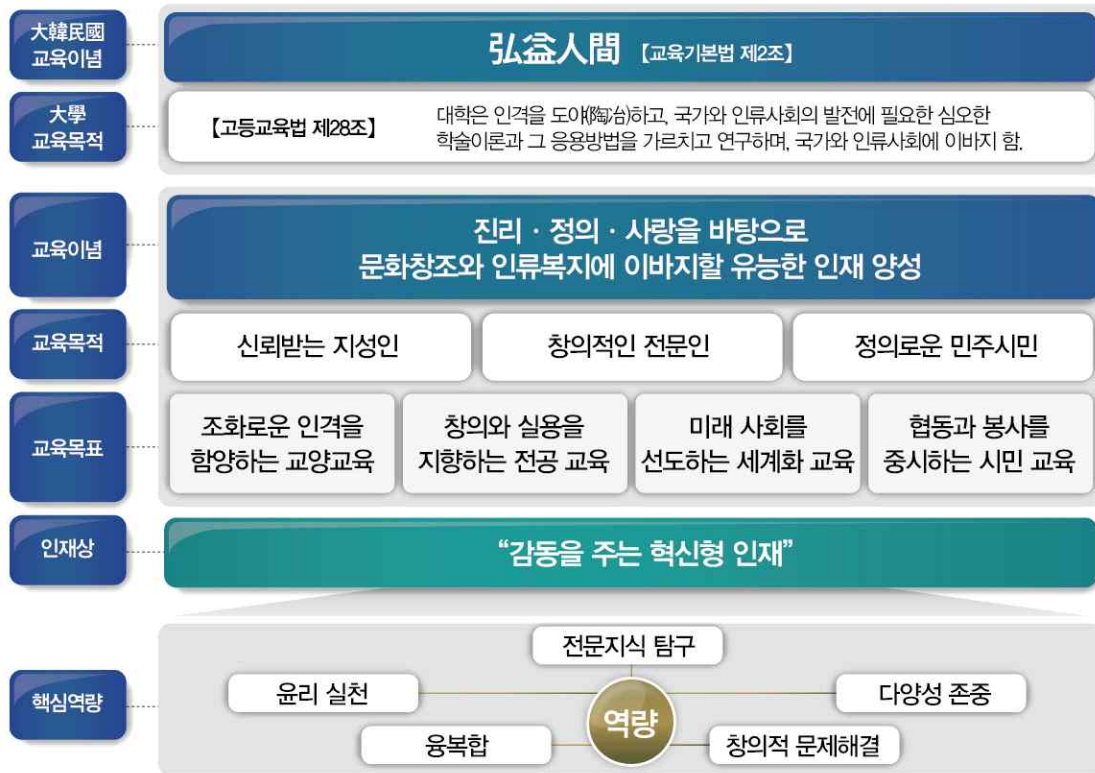 大韓民國
교육이념
弘益人間 【교육기본법 제2조】
大學
교육목적
【고등교육법 제28조】
대학은 인격을 도야(陶冶)하고, 국가와 인류사회의 발전에 필요한 심오한
학술이론과 그 응용방법을 가르치고 연구하며, 국가와 인류사회에 이바지 함.
교육이념
진리 · 정의 · 사랑을 바탕으로
문화창조와 인류복지에 이바지할 유능한 인재 양성
교육목적
신뢰받는 지성인
창의적인 전문인
정의로운 민주시민
교육목표
조화로운 인격을
함양하는 교양교육
창의와 실용을
지향하는 전공 교육
미래 사회를
선도하는 세계화 교육
협동과 봉사를
중시하는 시민 교육
인재상
“감동을 주는 혁신형 인재”
핵심역량
전문지식 탐구
윤리 실천
다양성 존중
역량
융복합
창의적 문제해결